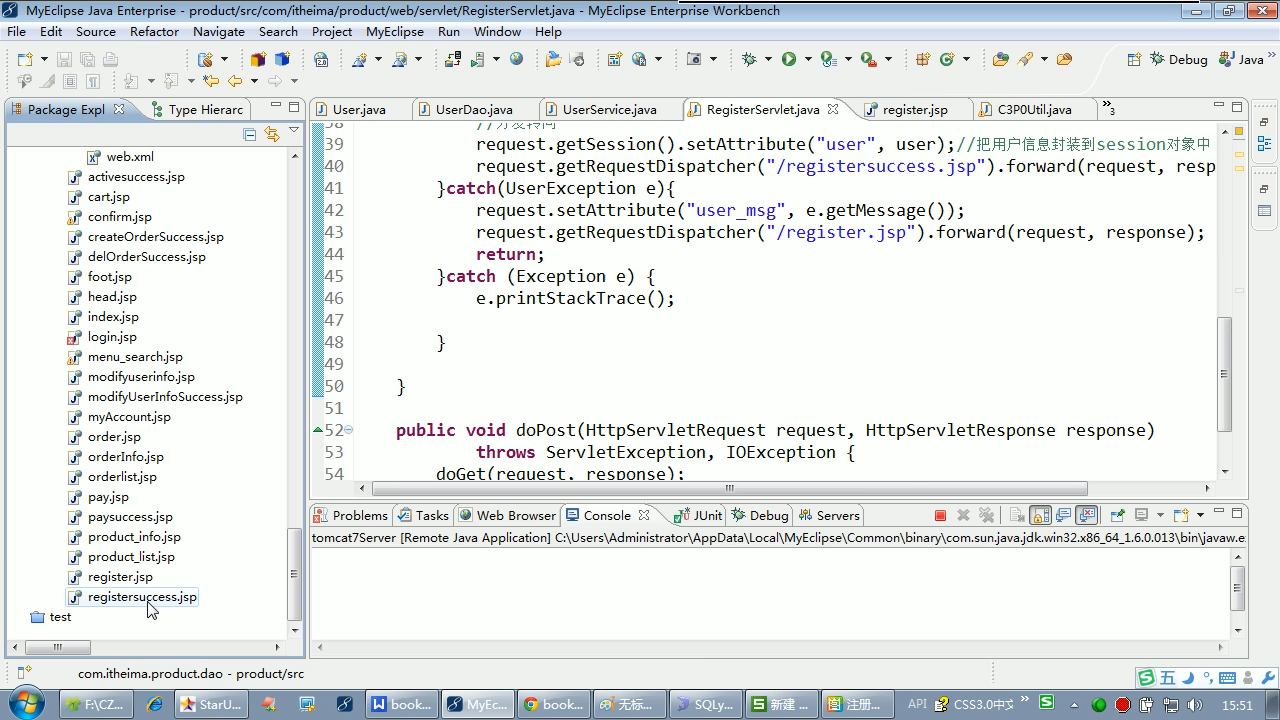 MyEclipse Java Enterprise - product/src/com/itheima/product/web/servlet/RegisterServlet.java - MyEclipse Enterprise Workbench
File Edit Source Refactor Navigate Search Project MyEclipse Run Window Help
Debug Java
Package Expl Type Hierarc
User.java UserDao.java UserService.java RegisterServlet.java register.jsp C3P0Util.java 3
web.xml
activesuccess.jsp
cart.jsp
confirm.jsp
createOrderSuccess.jsp
delOrderSuccess.jsp
foot.jsp
head.jsp
index.jsp
login.jsp
menu_search.jsp
modifyuserinfo.jsp
modifyUserInfoSuccess.jsp
myAccount.jsp
order.jsp
orderInfo.jsp
orderlist.jsp
pay.jsp
paysuccess.jsp
product_info.jsp
product_list.jsp
register.jsp
registersuccess.jsp
test
38 //分发转向
39 request.getSession().setAttribute("user", user);//把用户信息封装到session对象中
40 request.getRequestDispatcher("/registersuccess.jsp").forward(request, resp
41 }catch(UserException e){
42 request.setAttribute("user_msg", e.getMessage());
43 request.getRequestDispatcher("/register.jsp").forward(request, response);
44 return;
45 }catch (Exception e) {
46 e.printStackTrace();
47
48 }
49
50 }
51
52 public void doPost(HttpServletRequest request, HttpServletResponse response)
53 throws ServletException, IOException {
54 doGet(request, response);
Problems Tasks Web Browser Console JUnit Debug Servers
tomcat7Server [Remote Java Application] C:\Users\Administrator\AppData\Local\MyEclipse\Common\binary\com.sun.java.jdk.win32.x86_64_1.6.0.013\bin\javaw.e
com.itheima.product.dao - product/src
五
F:\CZ... StarU... book... MyEc... book... 无标... SQLy... 新建 ... 注册... API CSS3.0中文 15:51